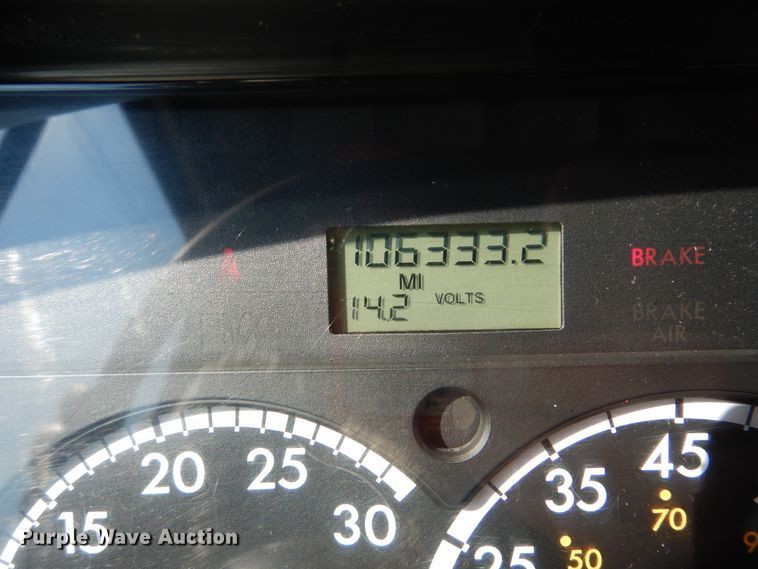 106333.2
MI
14.2 VOLTS
BRAKE
BRAKE
AIR
15 20 25 30
25 35 45
50 70
Purple Wave Auction